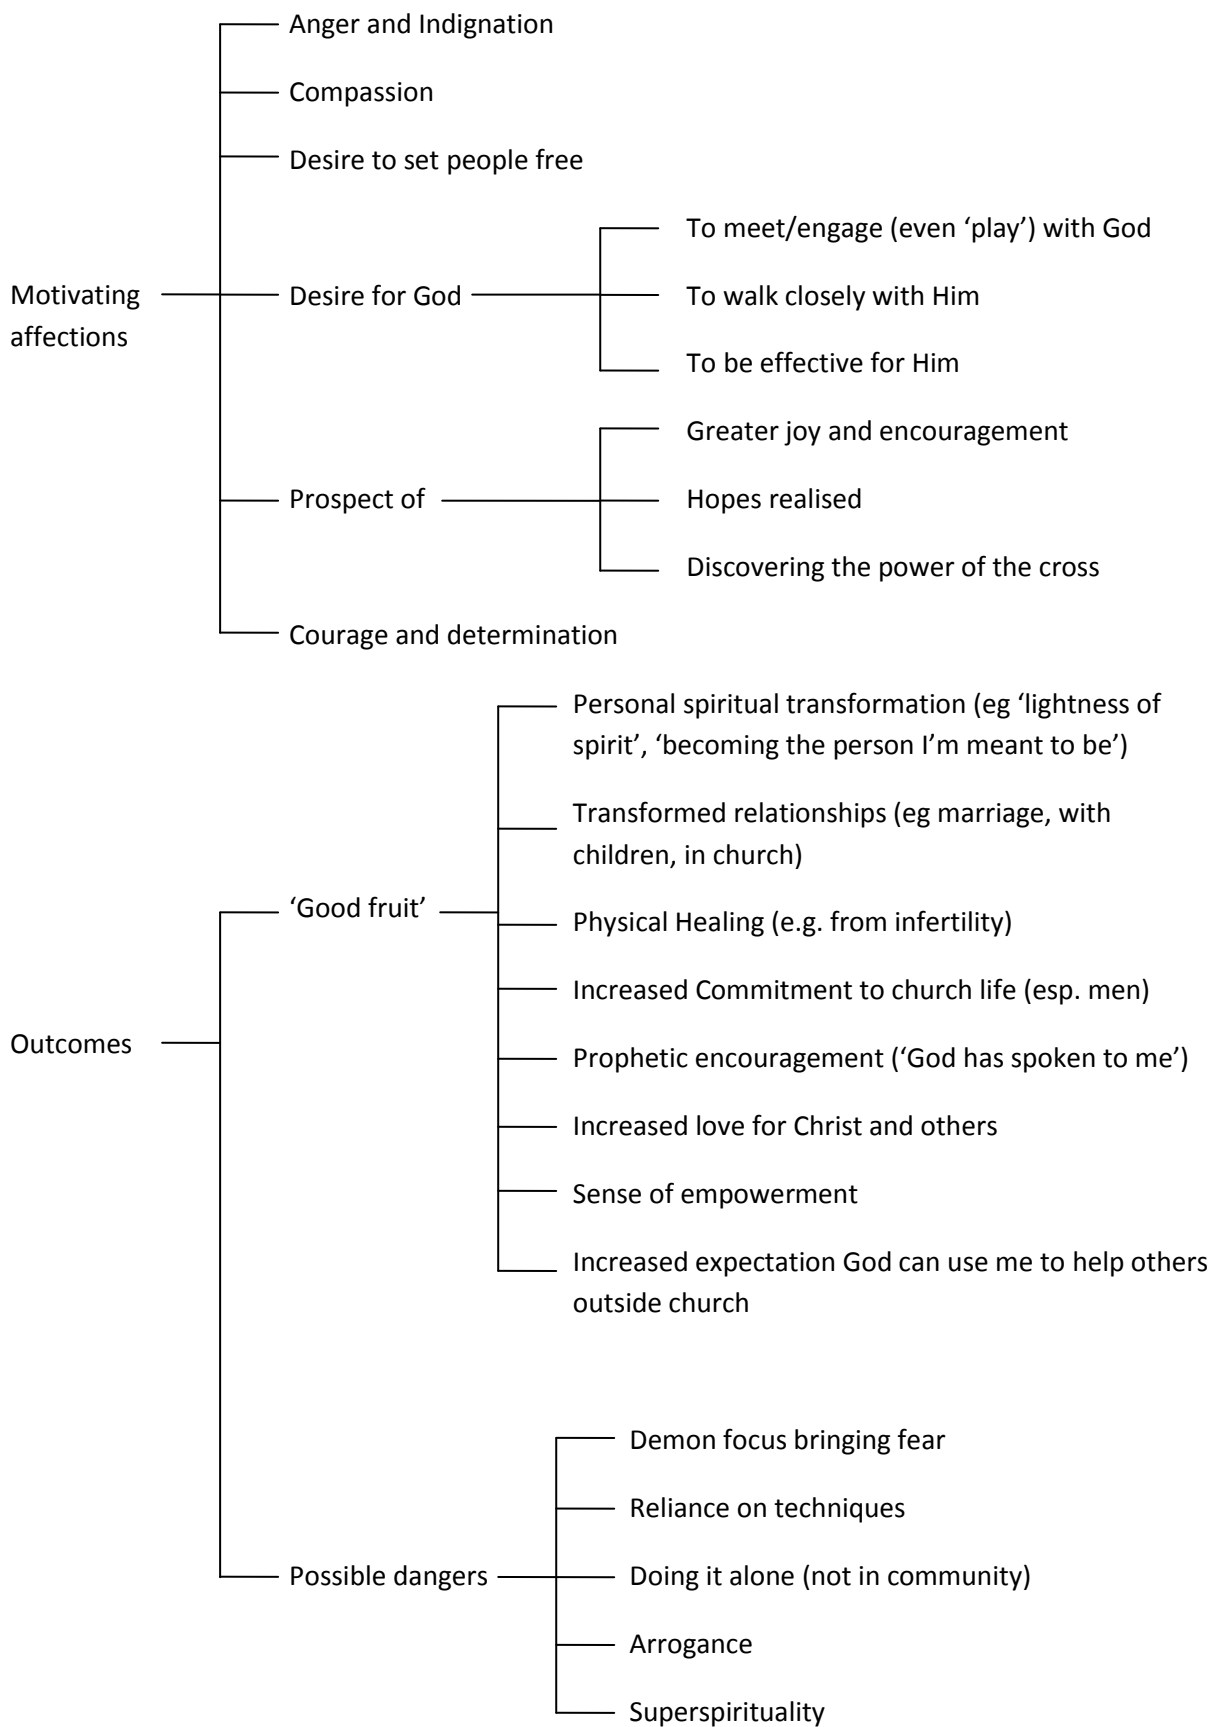 Anger and Indignation
Compassion
Desire to set people free
To meet/engage (even ‘play’) with God
Motivating
affections
Desire for God
To walk closely with Him
To be effective for Him
Greater joy and encouragement
Prospect of
Hopes realised
Discovering the power of the cross
Courage and determination
Personal spiritual transformation (eg ‘lightness of
spirit’, ‘becoming the person I’m meant to be’)
Transformed relationships (eg marriage, with
children, in church)
‘Good fruit’
Physical Healing (e.g. from infertility)
Increased Commitment to church life (esp. men)
Outcomes
Prophetic encouragement (‘God has spoken to me’)
Increased love for Christ and others
Sense of empowerment
Increased expectation God can use me to help others
outside church
Demon focus bringing fear
Reliance on techniques
Possible dangers
Doing it alone (not in community)
Arrogance
Superspirituality